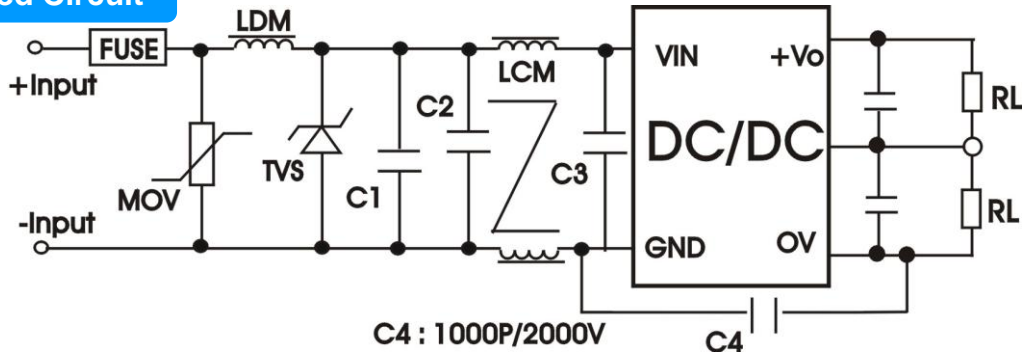 Circuit
LDM
FUSE
+Input
LCM
VIN
+Vo
RL
C2
DC/DC
TVS
C3
MOV
C1
-Input
RL
GND
OV
C4 : 1000P/2000V
C4